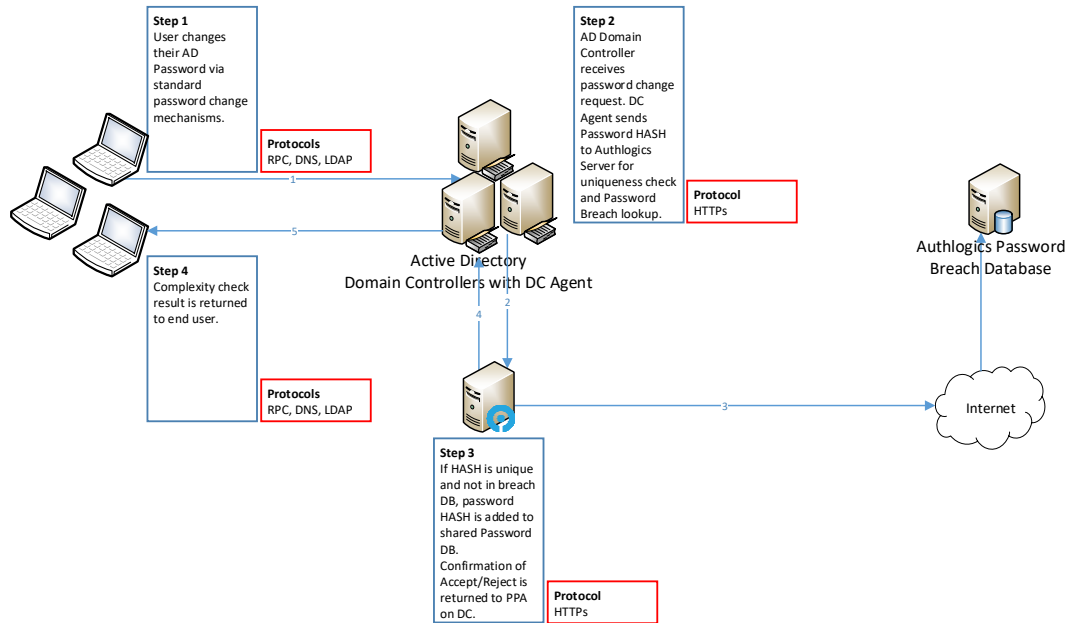 Step 1
User changes
their AD
Password via
standard
password change
mechanisms.
Protocols
RPC, DNS, LDAP
1
Step 2
AD Domain
Controller
receives
password change
request. DC
Agent sends
Password HASH
to Authlogics
Server for
uniqueness check
and Password
Breach lookup.
Protocol
HTTPs
5
Active Directory
Domain Controllers with DC Agent
Authlogics Password
Breach Database
Step 4
Complexity check
result is returned
to end user.
Protocols
RPC, DNS, LDAP
2
4
3
Internet
Step 3
If HASH is unique
and not in breach
DB, password
HASH is added to
shared Password
DB.
Confirmation of
Accept/Reject is
returned to PPA
on DC.
Protocol
HTTPs